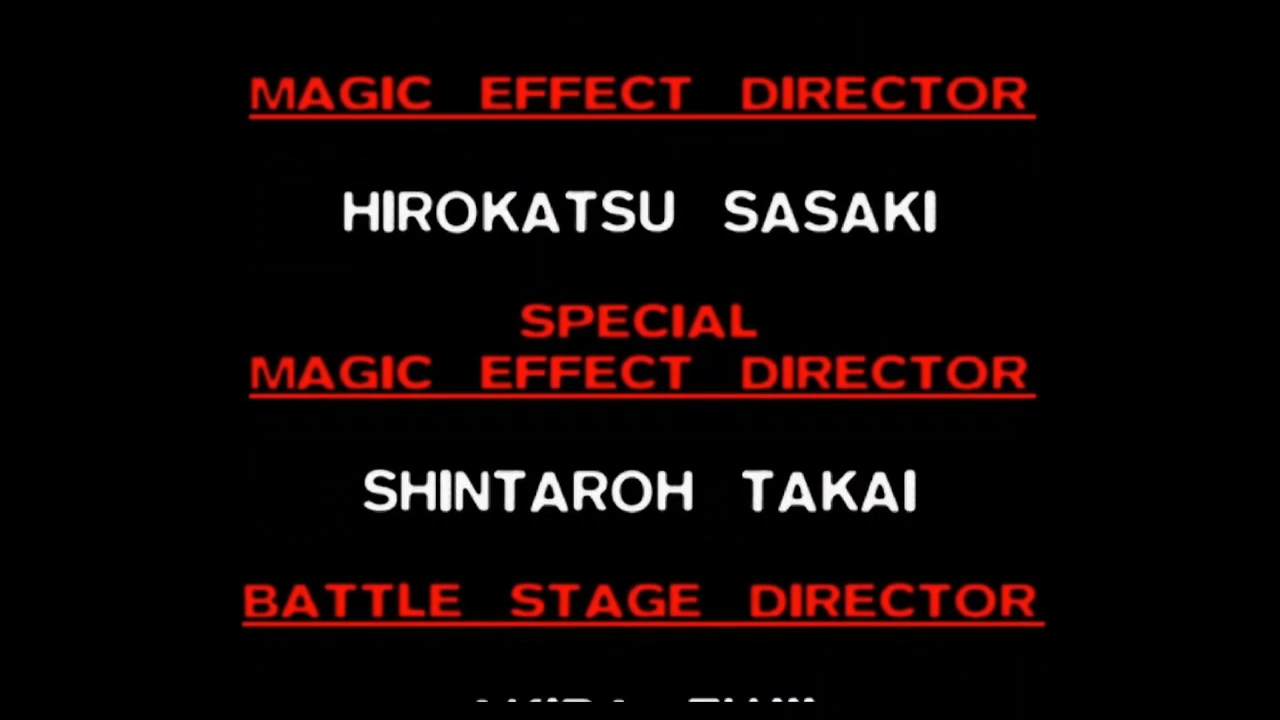 MAGIC EFFECT DIRECTOR
HIROKATSU SASAKI
SPECIAL
MAGIC EFFECT DIRECTOR
SHINTAROH TAKAI
BATTLE STAGE DIRECTOR